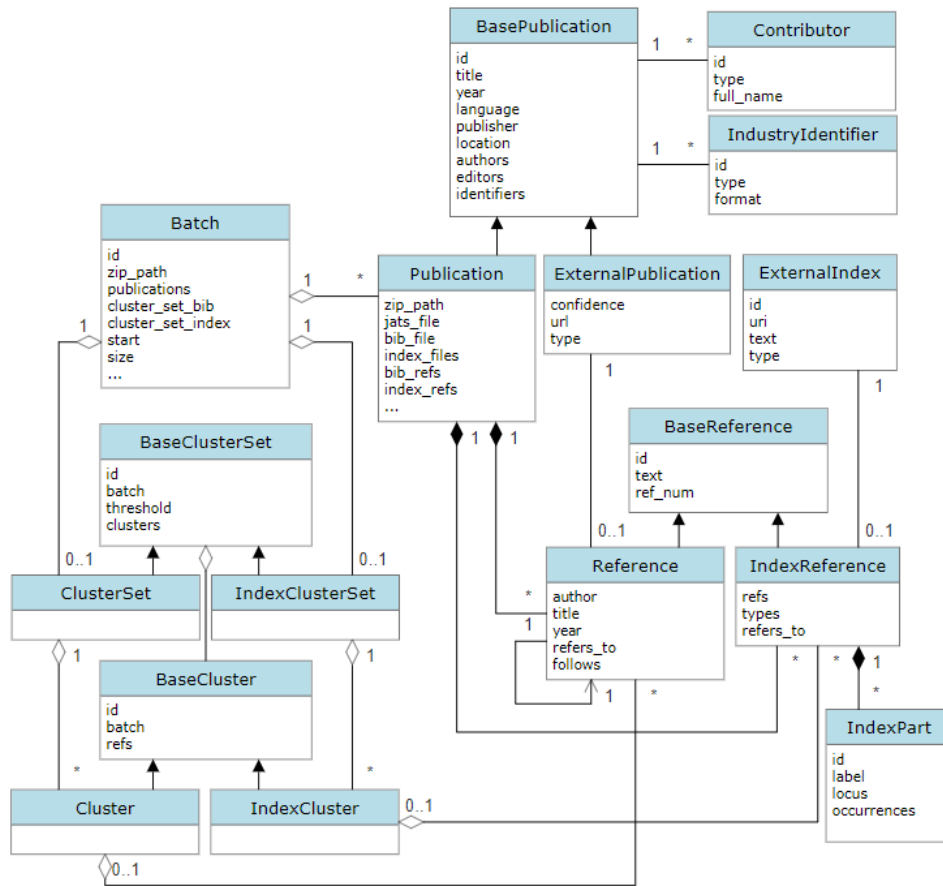 BasePublication
id
title
year
language
publisher
location
authors
editors
identifiers
1
*
Contributor
id
type
full_name
1
*
IndustryIdentifier
id
type
format
Batch
id
zip_path
publications
cluster_set_bib
cluster_set_index
start
size
...
1
*
1
1
Publication
zip_path
jats_file
bib_file
index_files
bib_refs
index_refs
...
1
1
ExternalPublication
confidence
url
type
1
ExternalIndex
id
uri
text
type
1
BaseReference
id
text
ref_num
BaseClusterSet
id
batch
threshold
clusters
0..1
0..1
0..1
0..1
ClusterSet
1
IndexClusterSet
1
Reference
author
title
year
refers_to
follows
*
1
1
*
IndexReference
refs
types
refers_to
*
*
1
*
BaseCluster
id
batch
refs
*
*
IndexPart
id
label
locus
occurrences
Cluster
0..1
IndexCluster
0..1